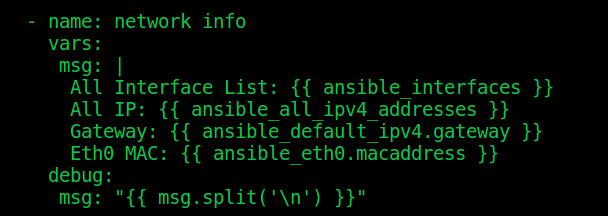 - name: network info
  vars:
   msg: |
    All Interface List: {{ ansible_interfaces }}
    All IP: {{ ansible_all_ipv4_addresses }}
    Gateway: {{ ansible_default_ipv4.gateway }}
    Eth0 MAC: {{ ansible_eth0.macaddress }}
  debug:
   msg: "{{ msg.split('\n') }}"